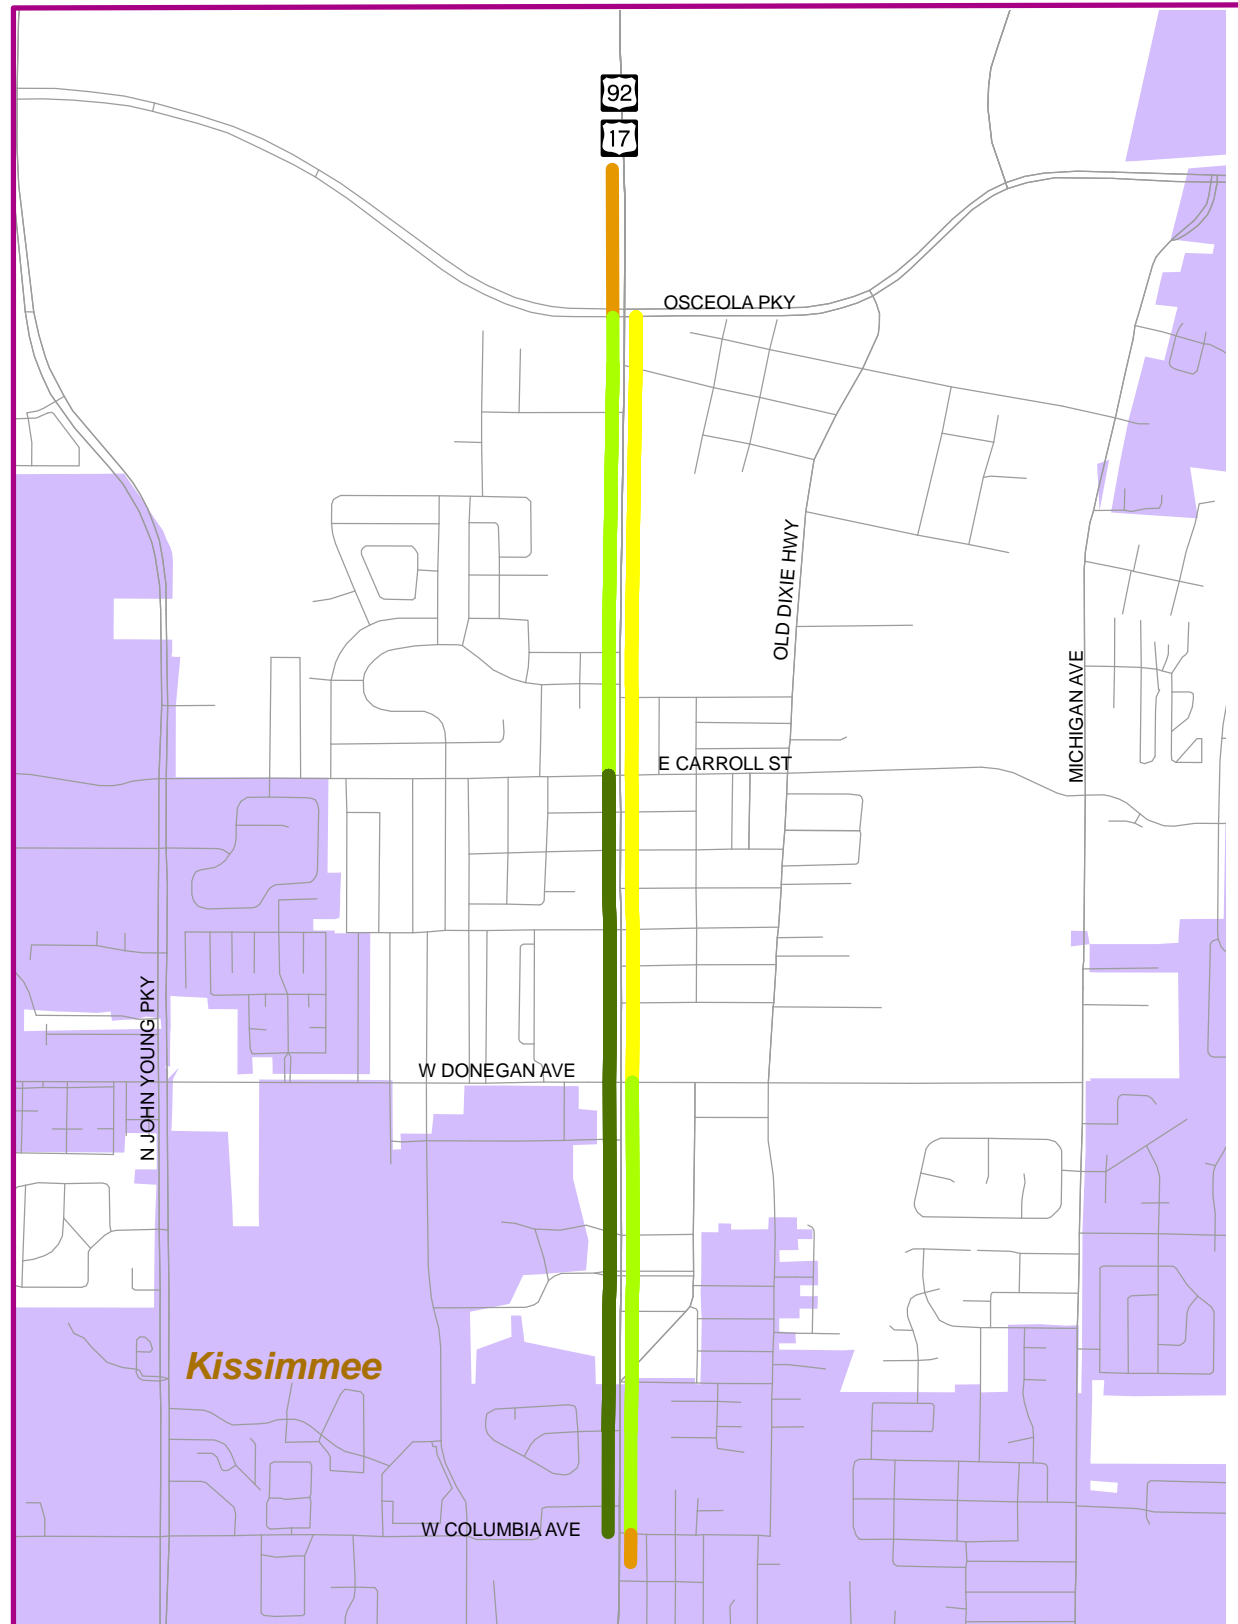 92
17
OSCEOLA PKY
OLD DIXIE HWY
MICHIGAN AVE
E CARROLL ST
N JOHN YOUNG PKY
W DONEGAN AVE
Kissimmee
W COLUMBIA AVE